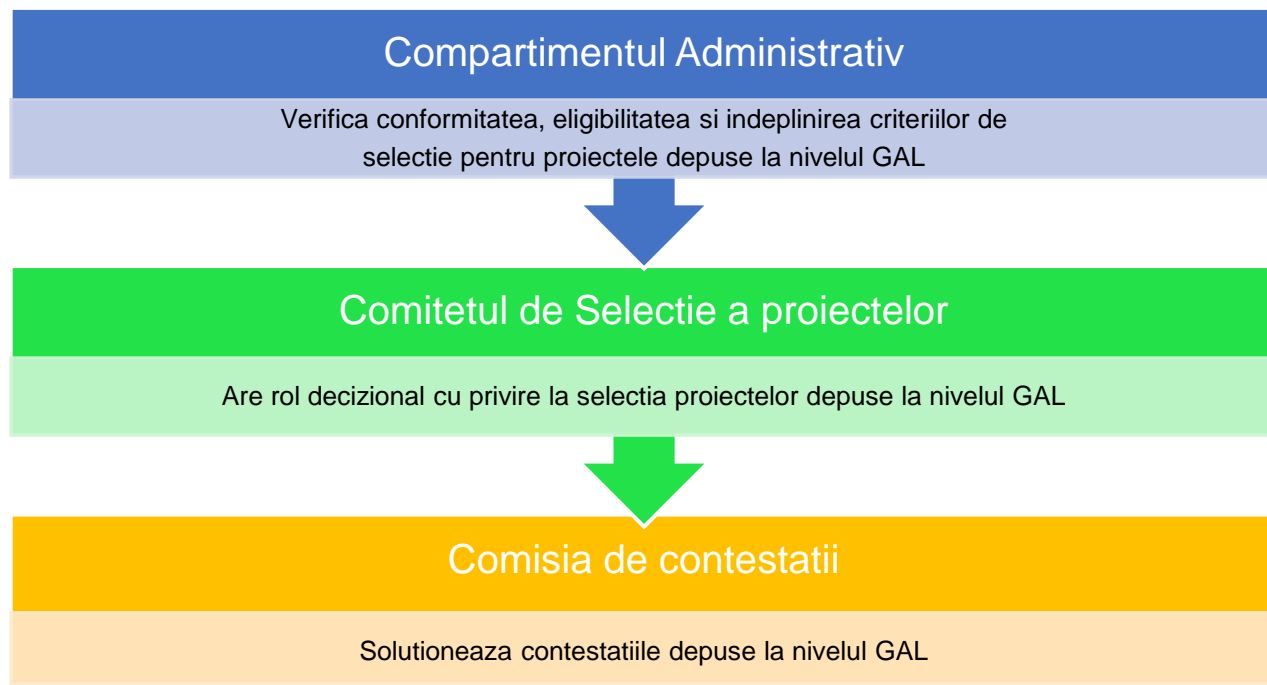 Compartimentul Administrativ
Verifica conformitatea, eligibilitatea si indeplinirea criteriilor de
selectie pentru proiectele depuse la nivelul GAL
Comitetul de Selectie a proiectelor
Are rol decizional cu privire la selectia proiectelor depuse la nivelul GAL
Comisia de contestatii
Solutioneaza contestatiile depuse la nivelul GAL